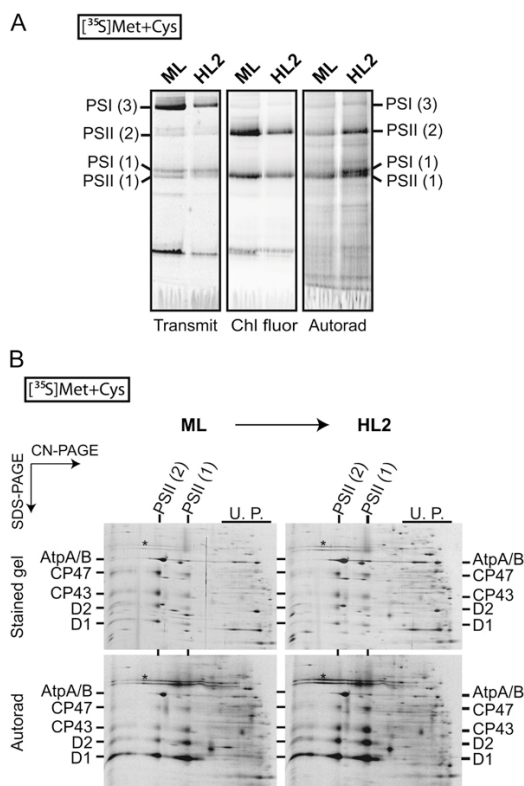 A
[³⁵S]Met+Cys
ML HL2 ML HL2 ML HL2
PSI (3) PSI (3)
PSII (2) PSII (2)
PSI (1) PSI (1)
PSII (1) PSII (1)
Transmit Chl fluor Autorad
B
[³⁵S]Met+Cys
ML HL2
CN-PAGE
SDS-PAGE
PSII (2) PSII (1) U. P. PSII (2) PSII (1) U. P.
Stained gel
* *
AtpA/B AtpA/B
CP47 CP47
CP43 CP43
D2 D2
D1 D1
Autorad
* *
AtpA/B AtpA/B
CP47 CP47
CP43 CP43
D2 D2
D1 D1